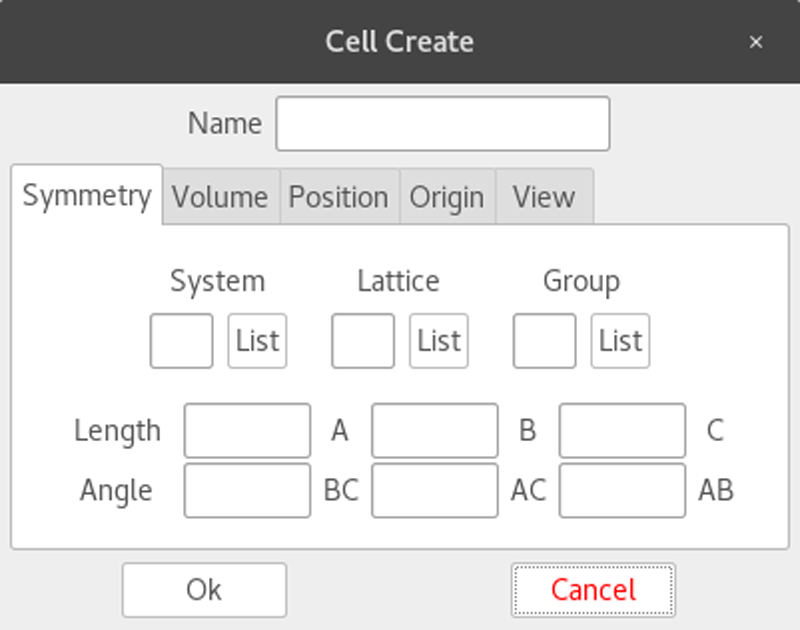 Cell Create ×
Name
Symmetry Volume Position Origin View
System Lattice Group
List List List
Length A B C
Angle BC AC AB
Ok Cancel